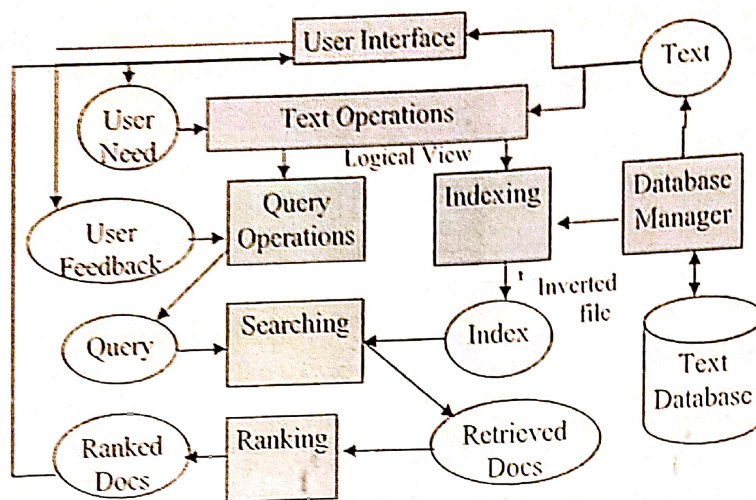 User Interface
Text
User
Need
Text Operations
Logical View
User
Feedback
Query
Operations
Indexing
Database
Manager
Inverted
file
Query
Searching
Index
Text
Database
Ranked
Docs
Ranking
Retrieved
Docs